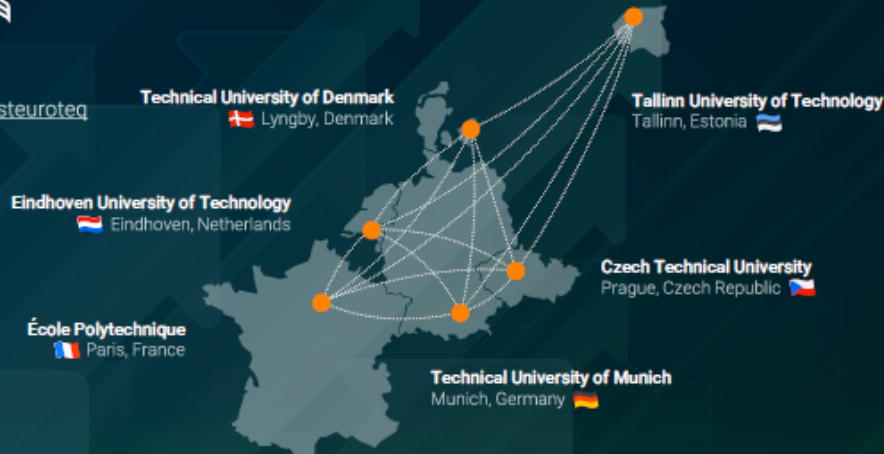 steuroteq
Technical University of Denmark
Lyngby, Denmark
Tallinn University of Technology
Tallinn, Estonia
Eindhoven University of Technology
Eindhoven, Netherlands
Czech Technical University
Prague, Czech Republic
École Polytechnique
Paris, France
Technical University of Munich
Munich, Germany